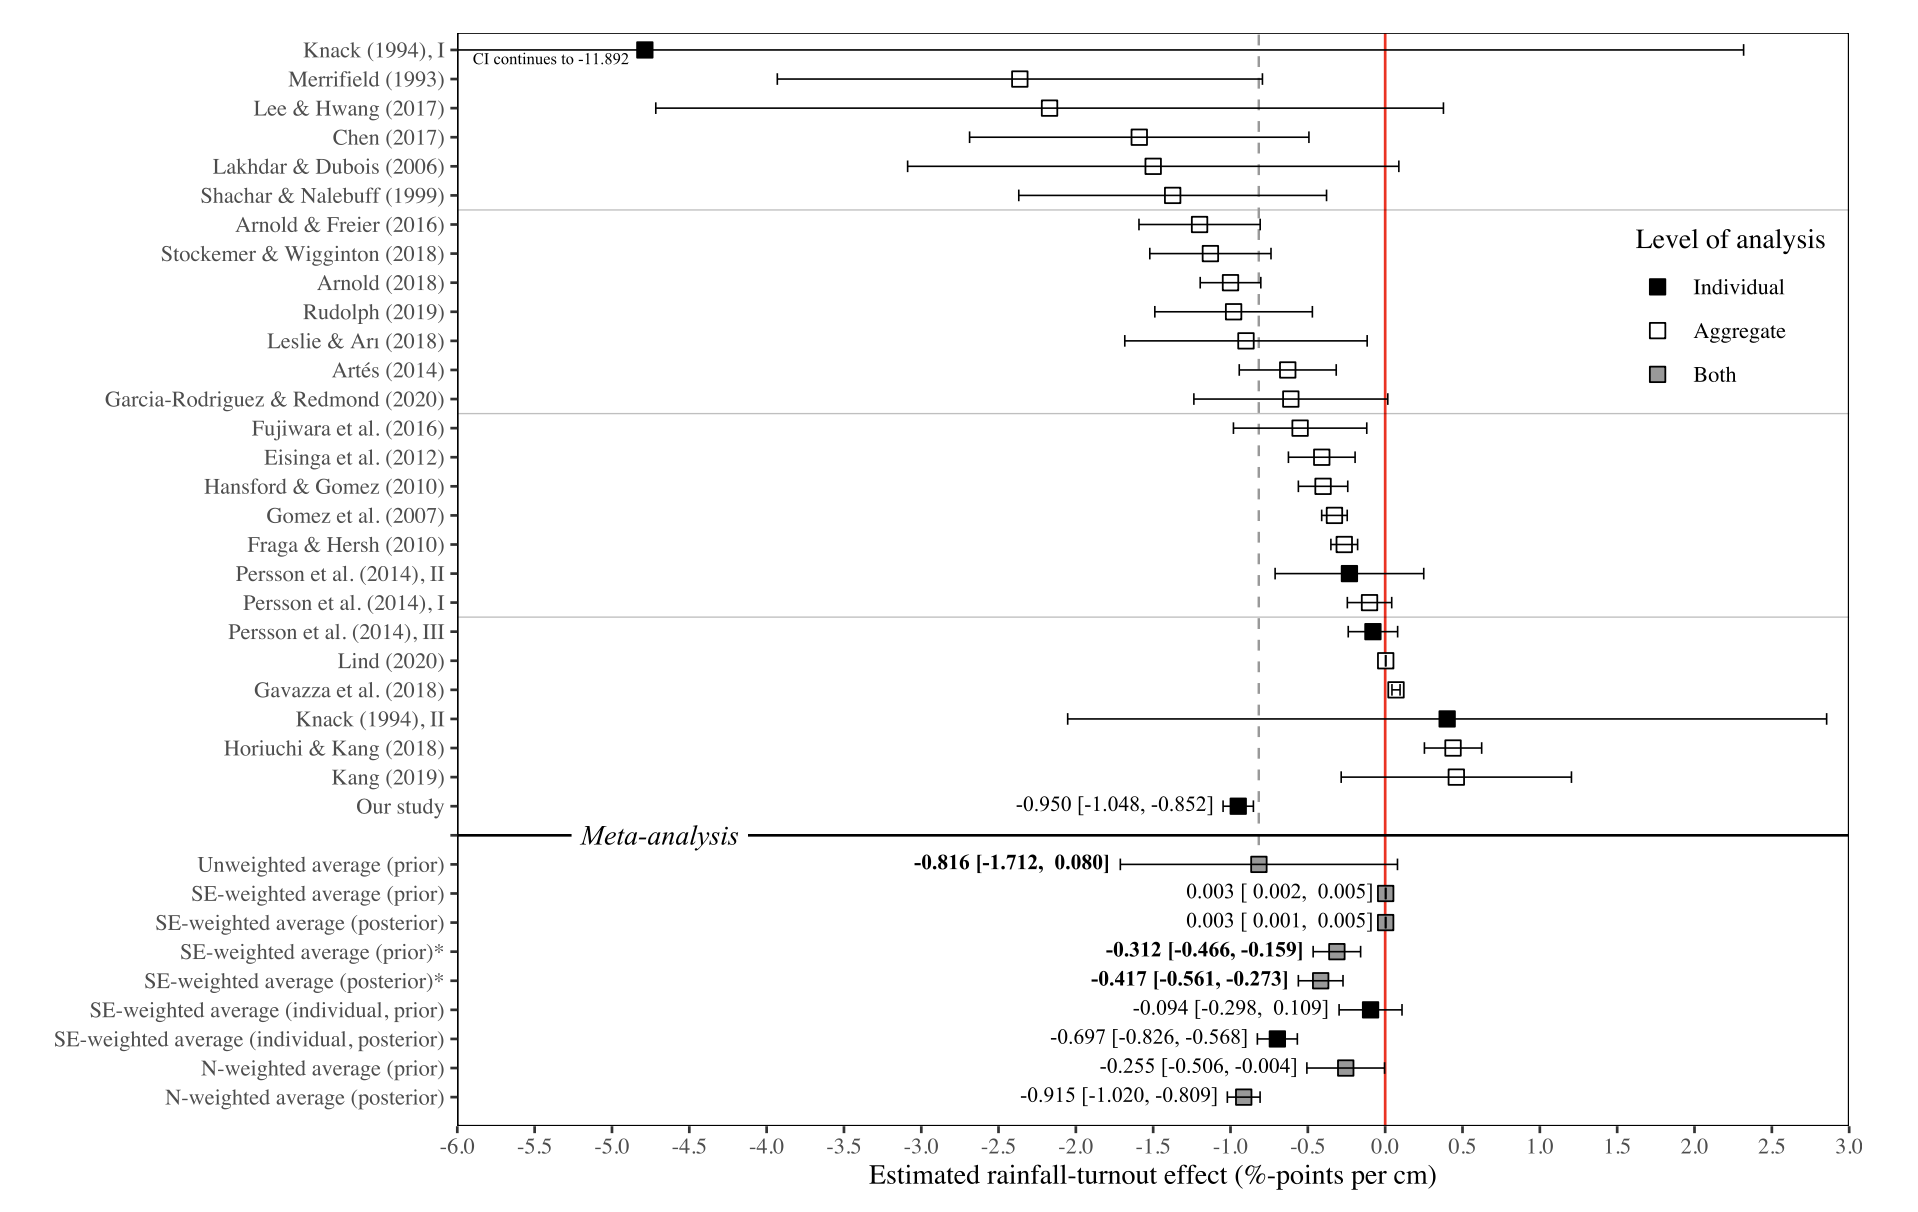 Knack (1994), I
CI continues to -11.892
Merrifield (1993)
Lee & Hwang (2017)
Chen (2017)
Lakhdar & Dubois (2006)
Shachar & Nalebuff (1999)
Arnold & Freier (2016)
Stockemer & Wigginton (2018)
Arnold (2018)
Rudolph (2019)
Leslie & Arı (2018)
Artés (2014)
Garcia-Rodriguez & Redmond (2020)
Fujiwara et al. (2016)
Eisinga et al. (2012)
Hansford & Gomez (2010)
Gomez et al. (2007)
Fraga & Hersh (2010)
Persson et al. (2014), II
Persson et al. (2014), I
Persson et al. (2014), III
Lind (2020)
Gavazza et al. (2018)
Knack (1994), II
Horiuchi & Kang (2018)
Kang (2019)
Our study -0.950 [-1.048, -0.852]
Level of analysis
Individual
Aggregate
Both
Meta-analysis
Unweighted average (prior) -0.816 [-1.712, 0.080]
SE-weighted average (prior) 0.003 [ 0.002, 0.005]
SE-weighted average (posterior) 0.003 [ 0.001, 0.005]
SE-weighted average (prior)* -0.312 [-0.466, -0.159]
SE-weighted average (posterior)* -0.417 [-0.561, -0.273]
SE-weighted average (individual, prior) -0.094 [-0.298, 0.109]
SE-weighted average (individual, posterior) -0.697 [-0.826, -0.568]
N-weighted average (prior) -0.255 [-0.506, -0.004]
N-weighted average (posterior) -0.915 [-1.020, -0.809]
-6.0 -5.5 -5.0 -4.5 -4.0 -3.5 -3.0 -2.5 -2.0 -1.5 -1.0 -0.5 0.0 0.5 1.0 1.5 2.0 2.5 3.0
Estimated rainfall-turnout effect (%-points per cm)